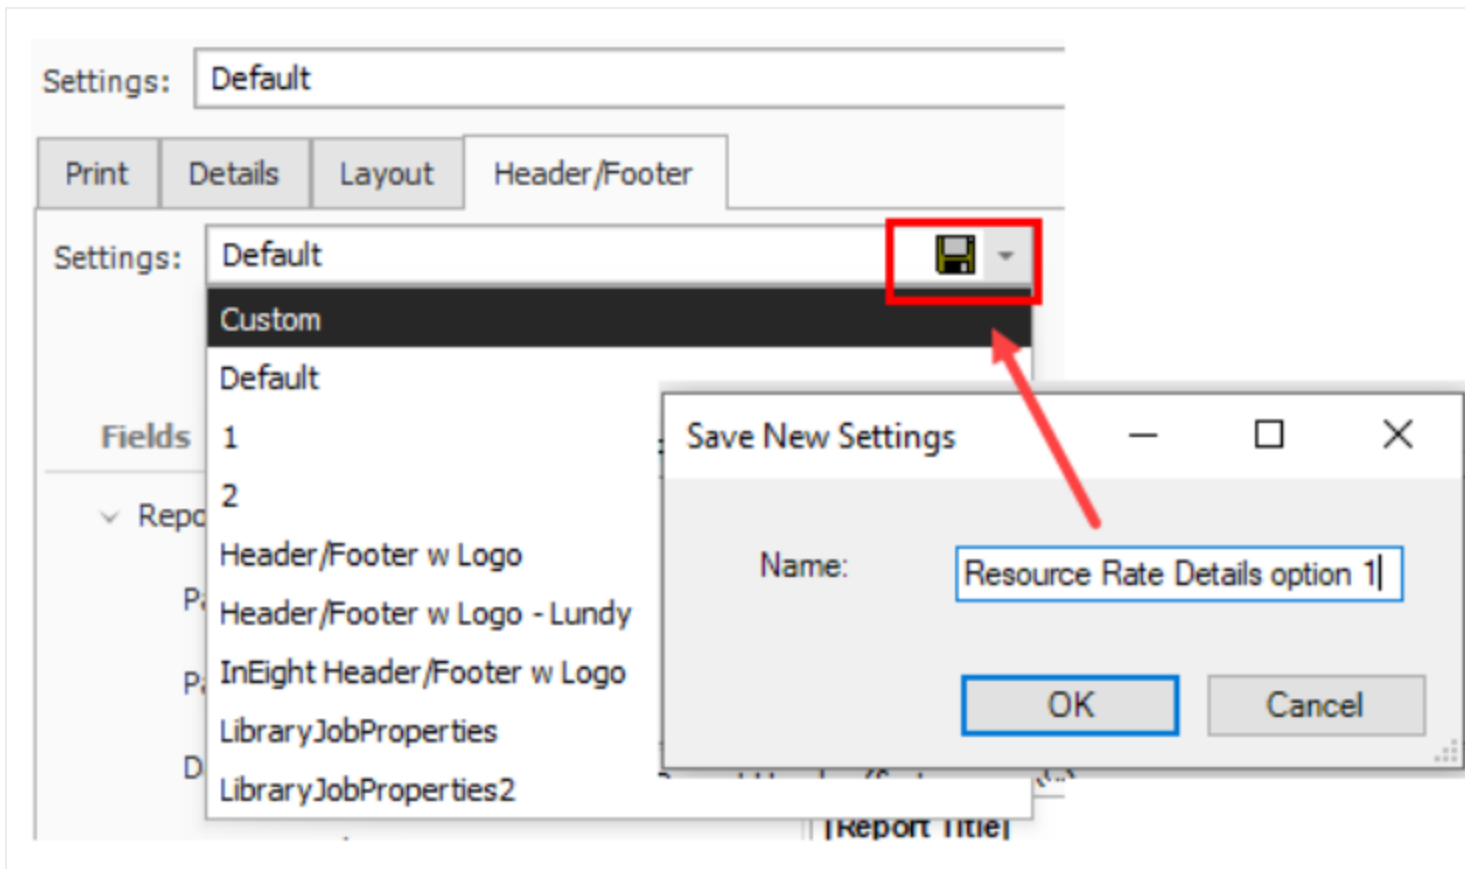 Settings: Default
Print Details Layout Header/Footer
Settings: Default
Custom
Default
Fields 1
2
Header/Footer w Logo
Header/Footer w Logo - Lundy
InEight Header/Footer w Logo
LibraryJobProperties
LibraryJobProperties2
Save New Settings
Name: Resource Rate Details option 1
OK Cancel
[Report Title]